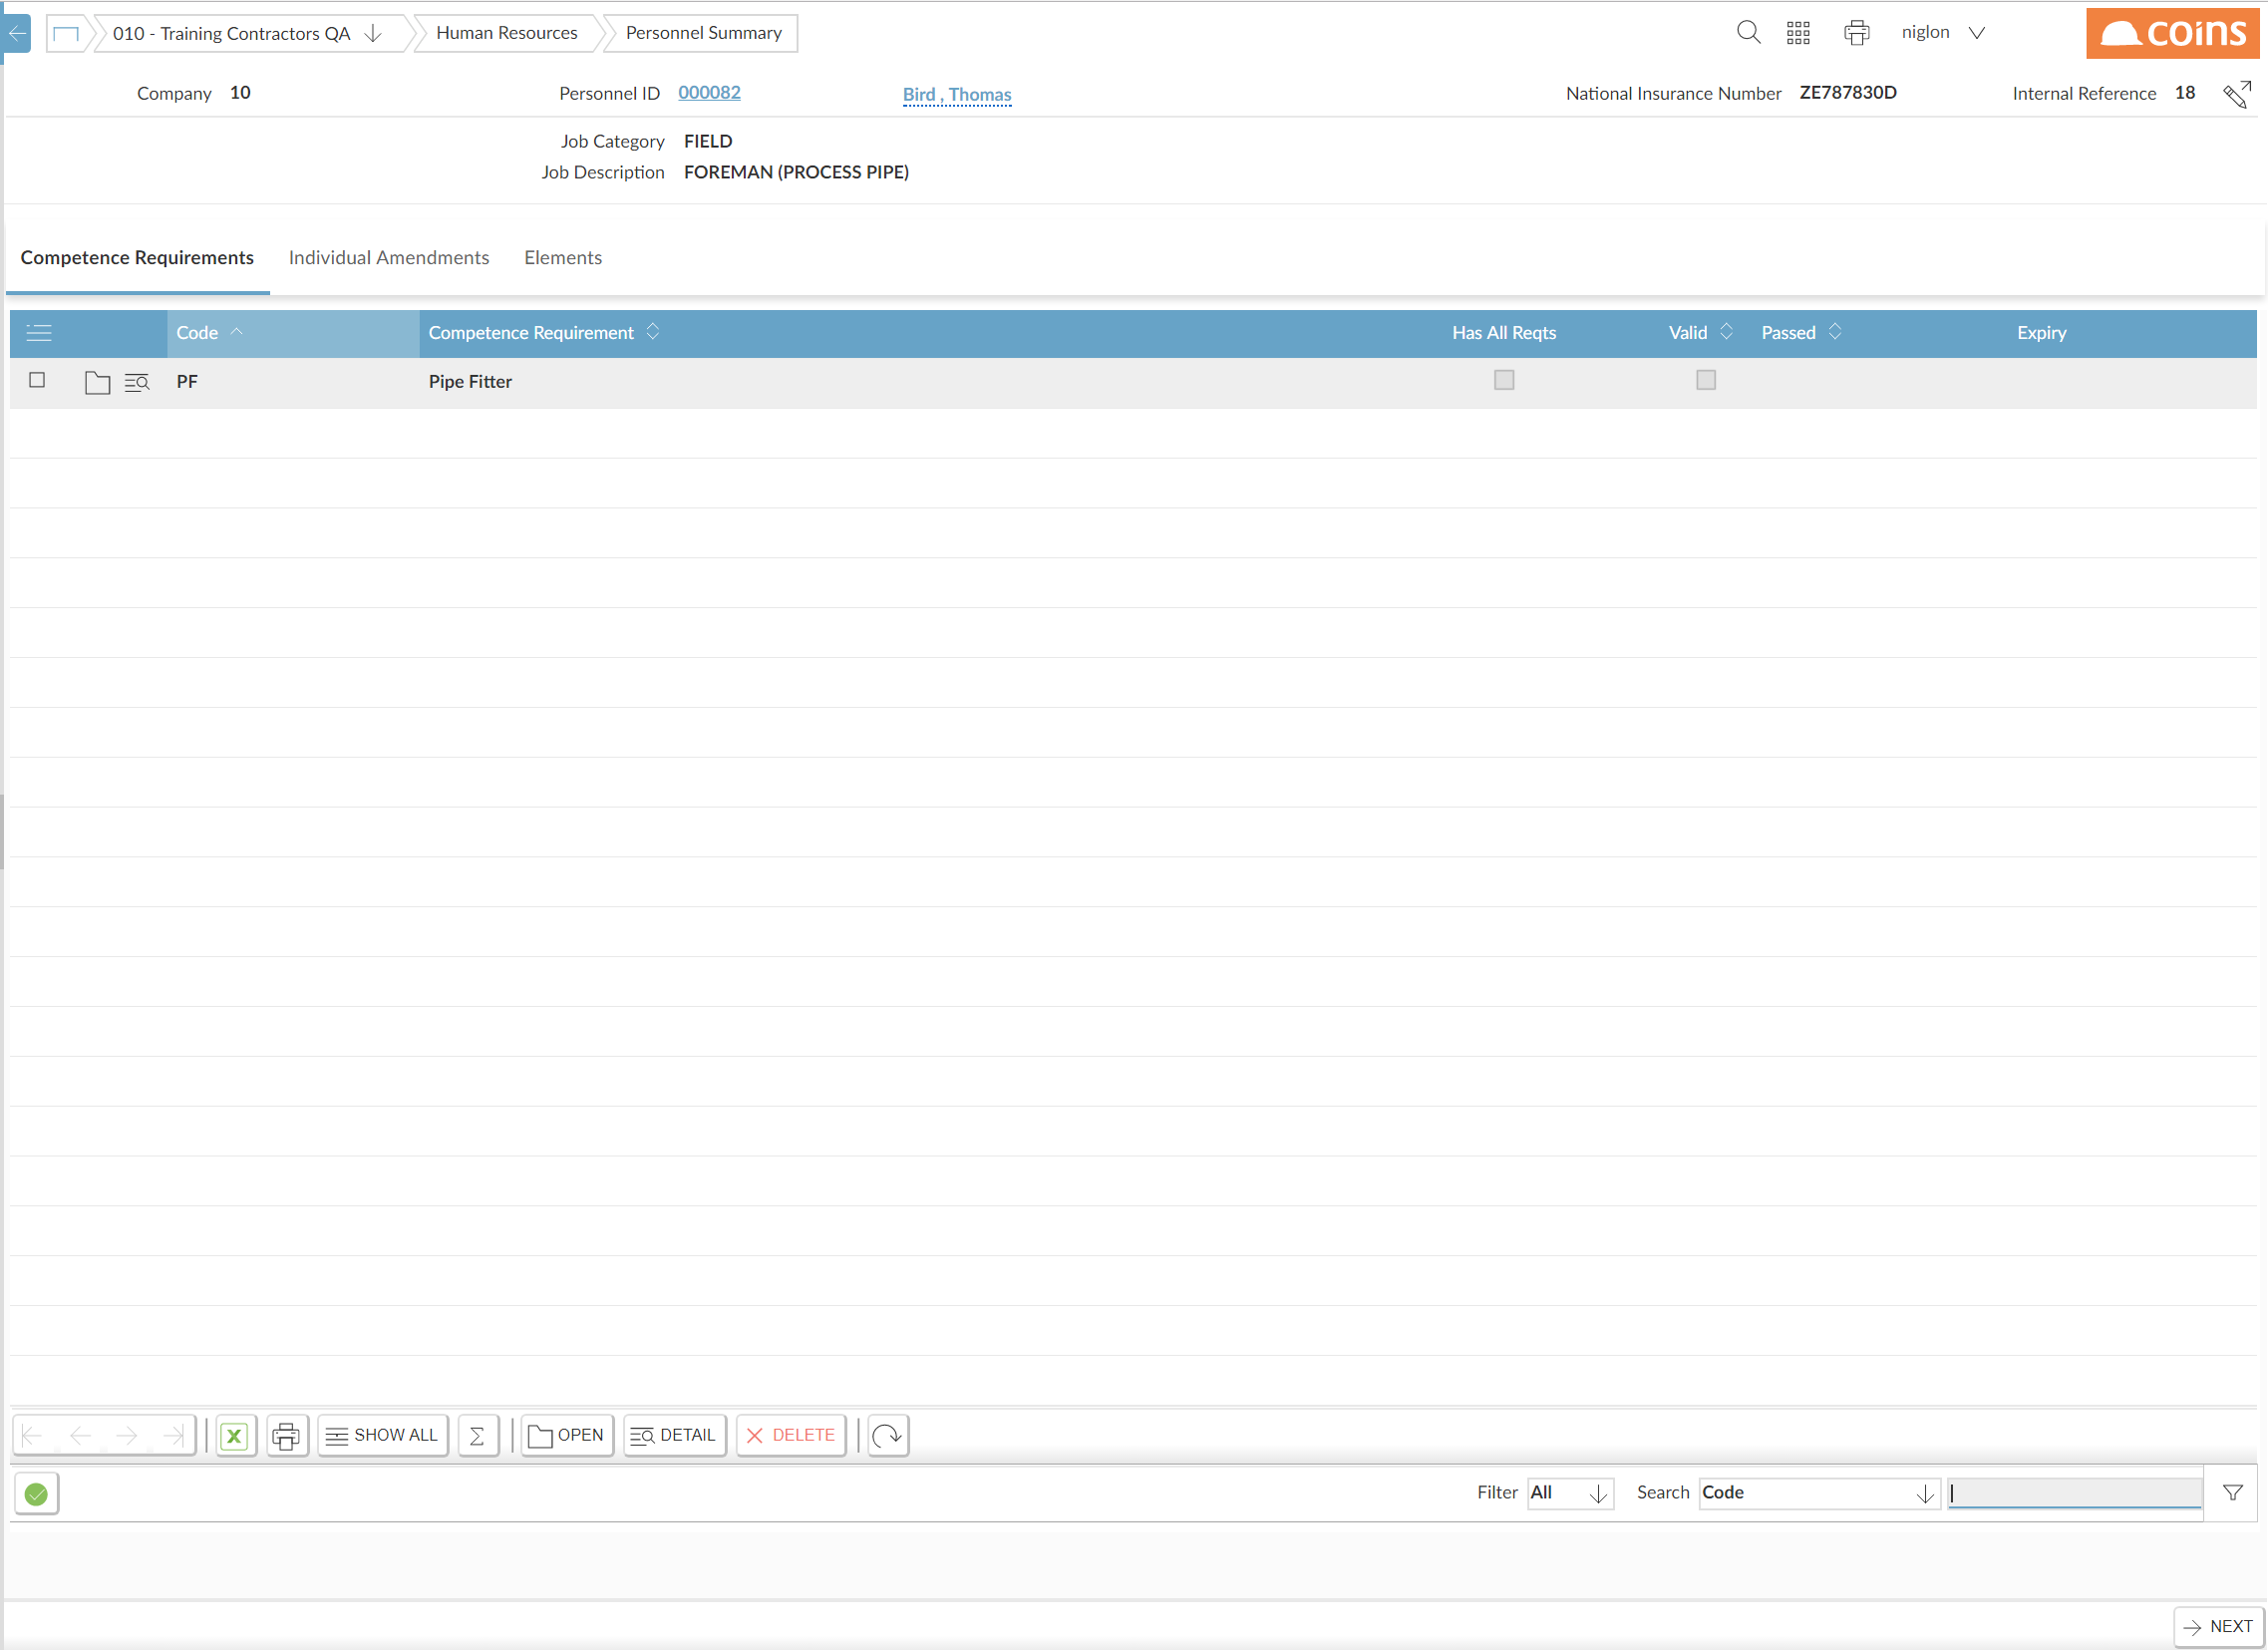 010 - Training Contractors QA Human Resources Personnel Summary niglon coins
Company 10 Personnel ID 000082 Bird , Thomas National Insurance Number ZE787830D Internal Reference 18
Job Category FIELD
Job Description FOREMAN (PROCESS PIPE)
Competence Requirements Individual Amendments Elements
Code Competence Requirement Has All Reqts Valid Passed Expiry
PF Pipe Fitter
SHOW ALL Σ OPEN DETAIL DELETE
Filter All Search Code
NEXT